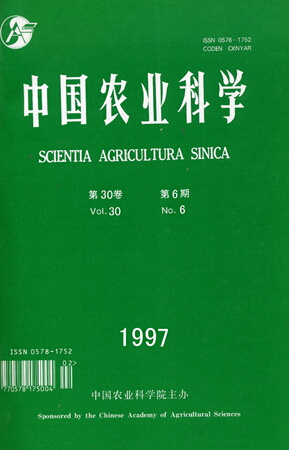 ISSN 0578-1752
CODEN CKNYAR
中国农业科学
SCIENTIA AGRICULTURA SINICA
第30卷 第6期
Vol.30 No.6
1997
ISSN 0578-1752
02>
9770578175004
中国农业科学院主办
Sponsored by the Chinese Academy of Agricultural Sciences